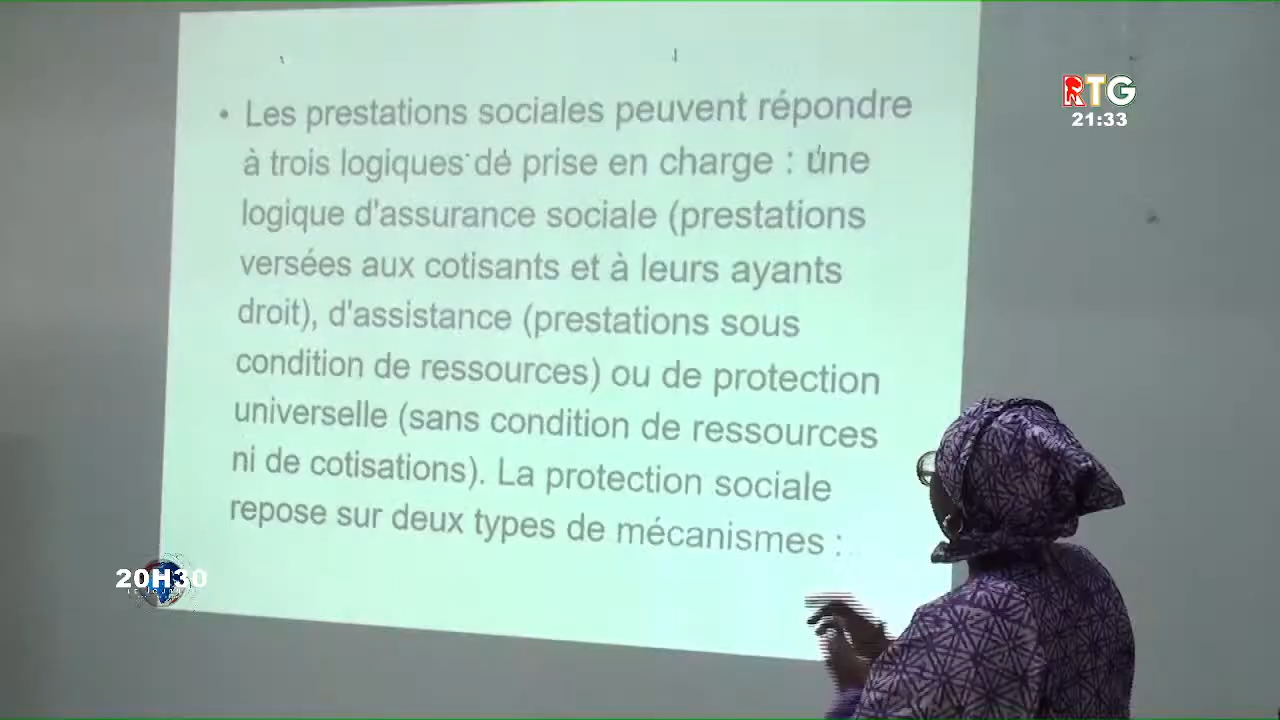 RTG
21:33
• Les prestations sociales peuvent répondre
à trois logiques de prise en charge : une
logique d'assurance sociale (prestations
versées aux cotisants et à leurs ayants
droit), d'assistance (prestations sous
condition de ressources) ou de protection
universelle (sans condition de ressources
ni de cotisations). La protection sociale
repose sur deux types de mécanismes :
20H30